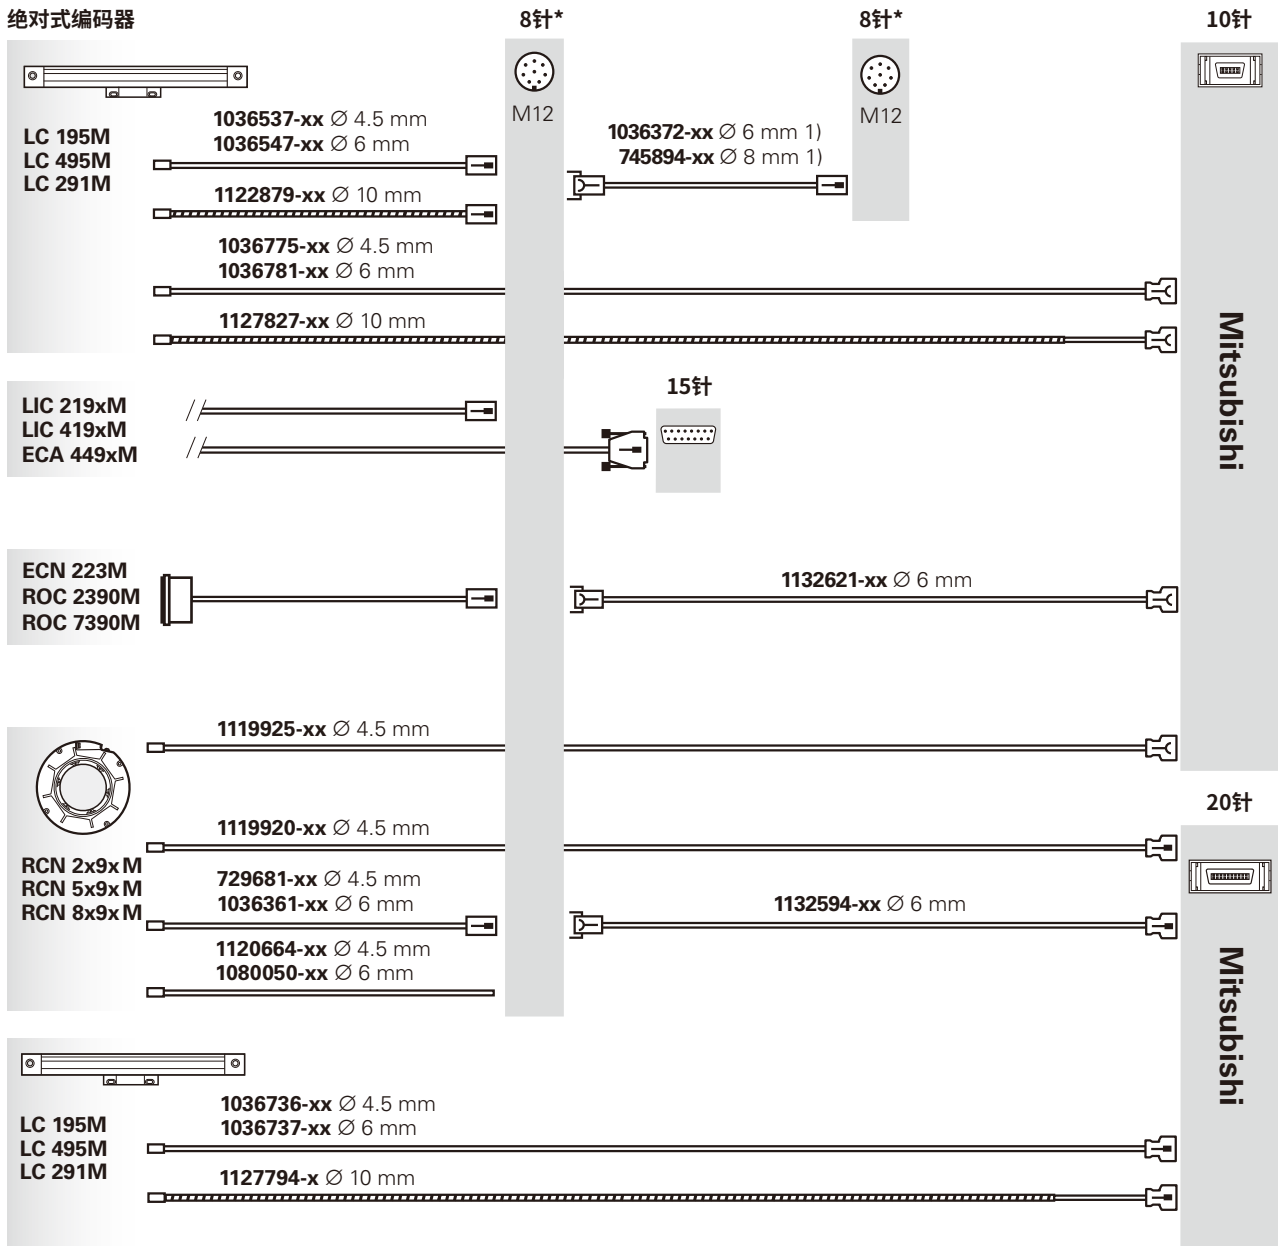 绝对式编码器
8针*
8针*
10针
M12
M12
LC 195M
LC 495M
LC 291M
1036537-xx Ø 4.5 mm
1036547-xx Ø 6 mm
1036372-xx Ø 6 mm 1)
745894-xx Ø 8 mm 1)
1122879-xx Ø 10 mm
1036775-xx Ø 4.5 mm
1036781-xx Ø 6 mm
1127827-xx Ø 10 mm
Mitsubishi
15针
LIC 219xM
LIC 419xM
ECA 449xM
ECN 223M
ROC 2390M
ROC 7390M
1132621-xx Ø 6 mm
1119925-xx Ø 4.5 mm
20针
1119920-xx Ø 4.5 mm
RCN 2x9x M
RCN 5x9x M
RCN 8x9x M
729681-xx Ø 4.5 mm
1036361-xx Ø 6 mm
1132594-xx Ø 6 mm
1120664-xx Ø 4.5 mm
1080050-xx Ø 6 mm
Mitsubishi
LC 195M
LC 495M
LC 291M
1036736-xx Ø 4.5 mm
1036737-xx Ø 6 mm
1127794-x Ø 10 mm